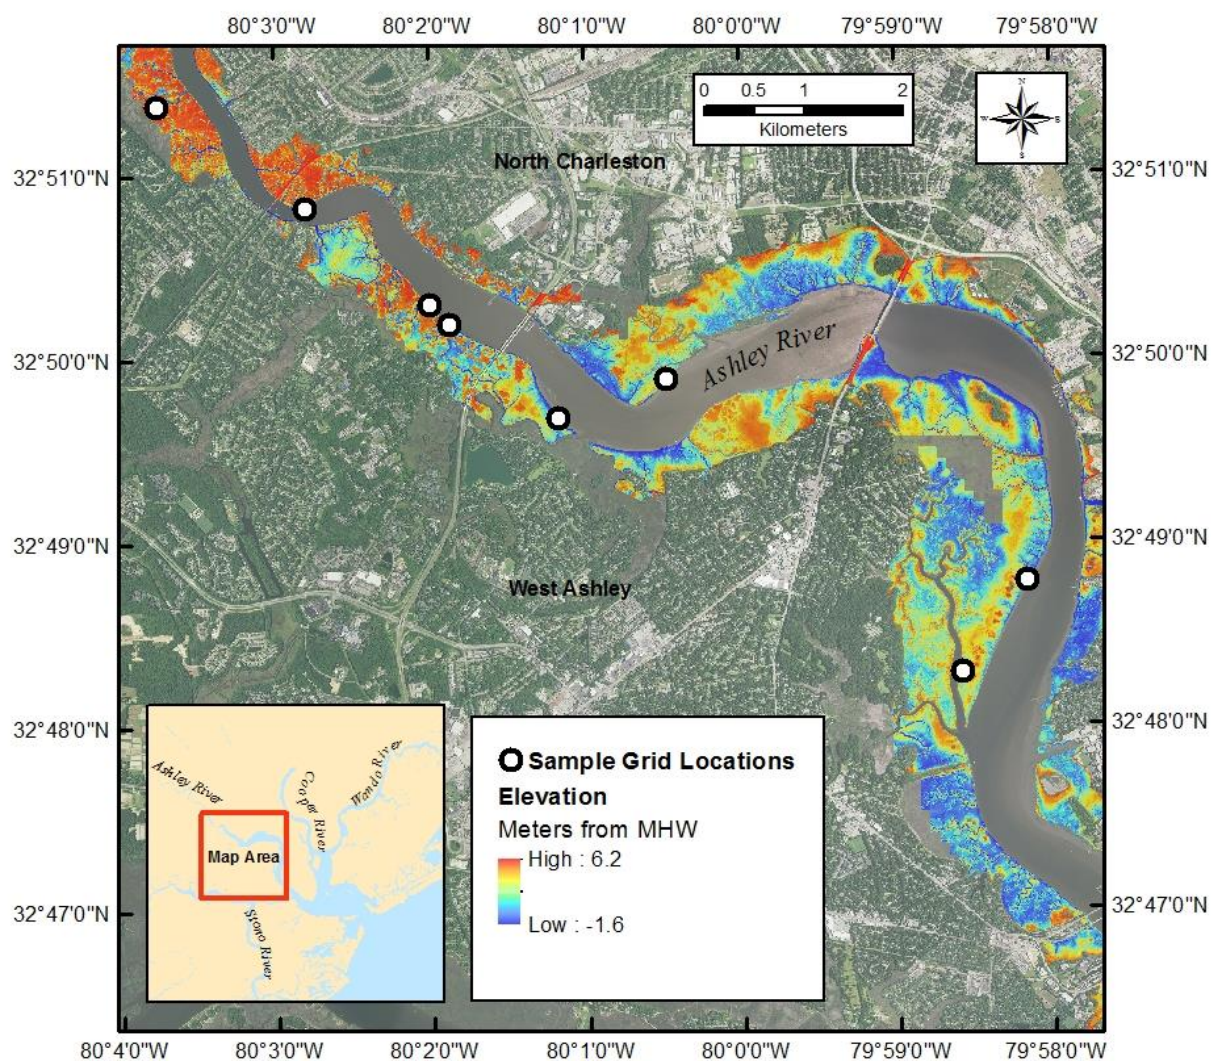 80°3'0"W 80°2'0"W 80°1'0"W 80°0'0"W 79°59'0"W 79°58'0"W
0 0.5 1 2
Kilometers
N
W E
S
North Charleston
32°51'0"N 32°51'0"N
Ashley River
32°50'0"N 32°50'0"N
32°49'0"N 32°49'0"N
West Ashley
32°48'0"N 32°48'0"N
Ashley River
Cooper River
Wando River
Map Area
Stono River
Sample Grid Locations
Elevation
Meters from MHW
High : 6.2
Low : -1.6
32°47'0"N 32°47'0"N
80°4'0"W 80°3'0"W 80°2'0"W 80°1'0"W 80°0'0"W 79°59'0"W 79°58'0"W